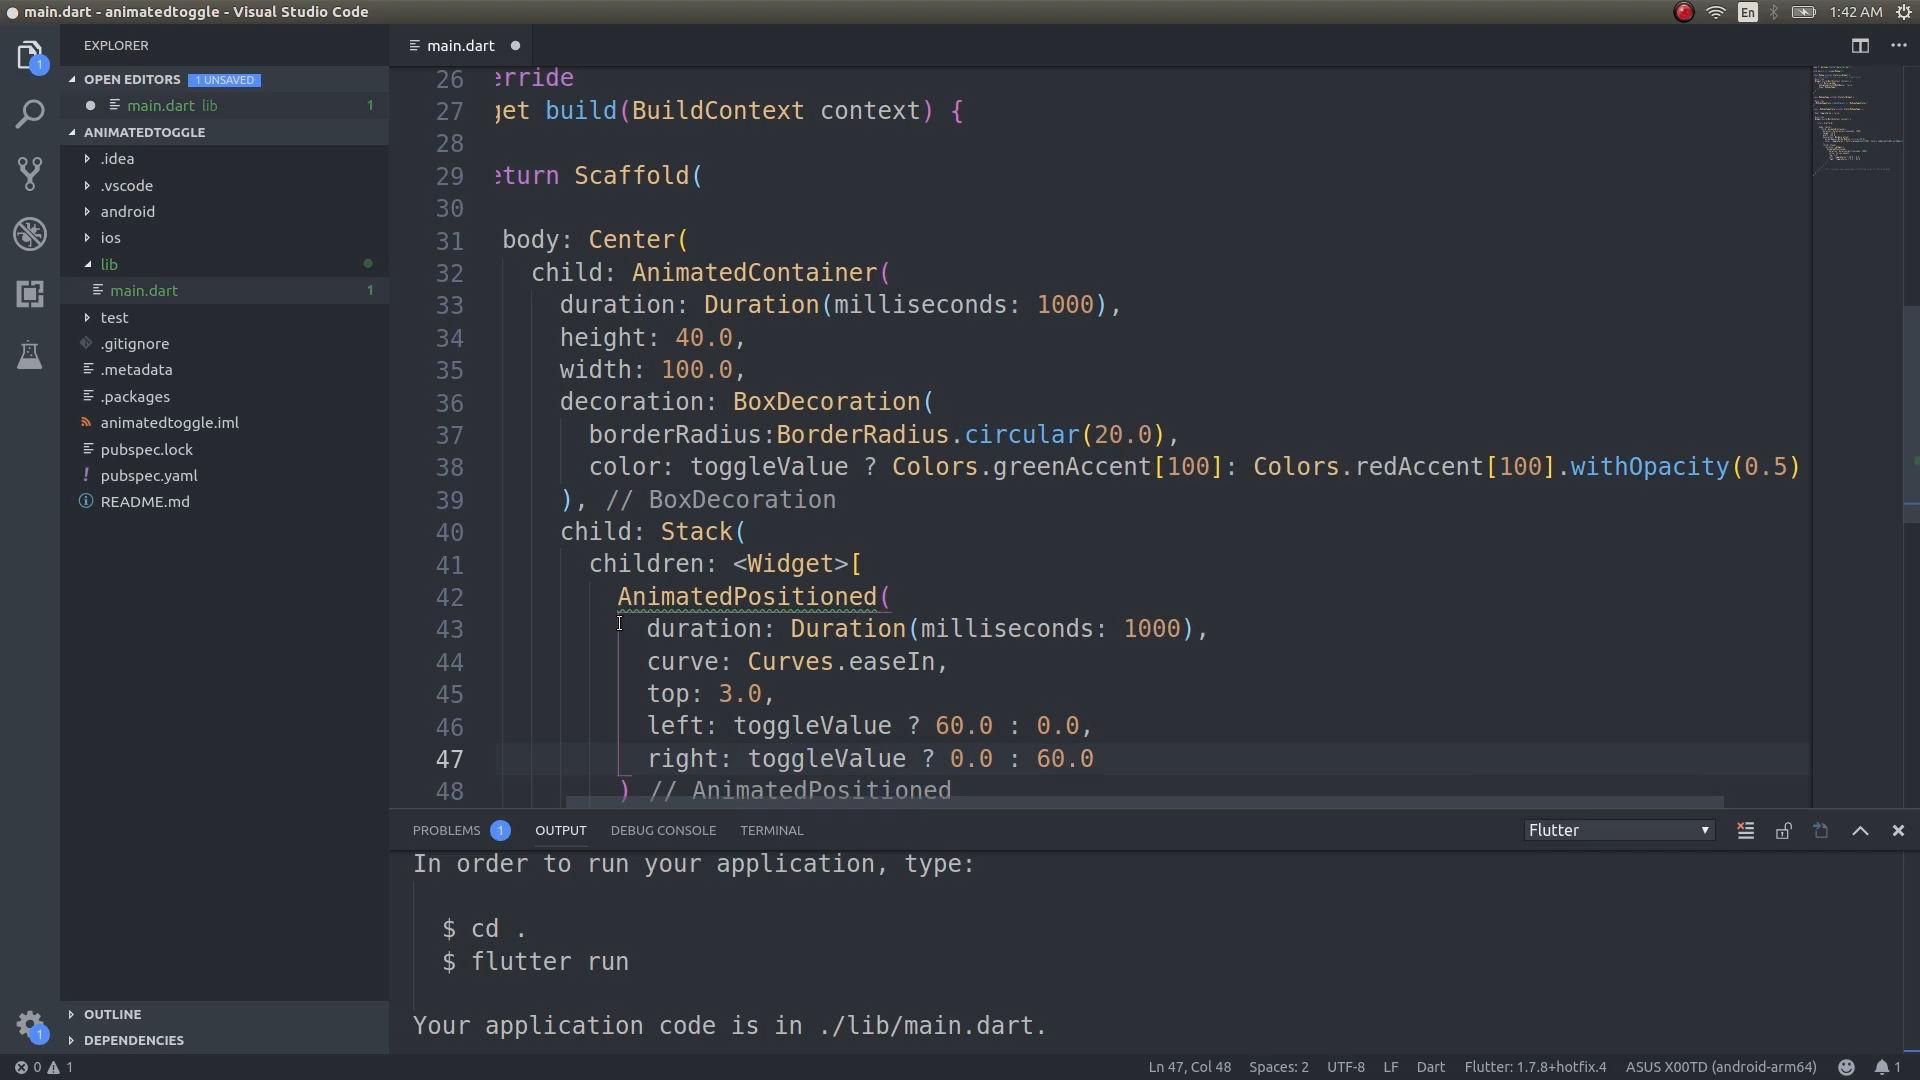 main.dart - animatedtoggle - Visual Studio Code
En
1:42 AM
1
EXPLORER
OPEN EDITORS 1 UNSAVED
main.dart lib 1
ANIMATEDTOGGLE
.idea
.vscode
android
ios
lib
main.dart 1
test
.gitignore
.metadata
.packages
animatedtoggle.iml
pubspec.lock
pubspec.yaml
README.md
OUTLINE
DEPENDENCIES
1
main.dart
26 erride
27 get build(BuildContext context) {
28
29 eturn Scaffold(
30
31 body: Center(
32 child: AnimatedContainer(
33 duration: Duration(milliseconds: 1000),
34 height: 40.0,
35 width: 100.0,
36 decoration: BoxDecoration(
37 borderRadius:BorderRadius.circular(20.0),
38 color: toggleValue ? Colors.greenAccent[100]: Colors.redAccent[100].withOpacity(0.5)
39 ), // BoxDecoration
40 child: Stack(
41 children: <Widget>[
42 AnimatedPositioned(
43 duration: Duration(milliseconds: 1000),
44 curve: Curves.easeIn,
45 top: 3.0,
46 left: toggleValue ? 60.0 : 0.0,
47 right: toggleValue ? 0.0 : 60.0
48 ) // AnimatedPositioned
PROBLEMS 1 OUTPUT DEBUG CONSOLE TERMINAL
Flutter
In order to run your application, type:
$ cd .
$ flutter run
Your application code is in ./lib/main.dart.
0 1
Ln 47, Col 48 Spaces: 2 UTF-8 LF Dart Flutter: 1.7.8+hotfix.4 ASUS X00TD (android-arm64) 1